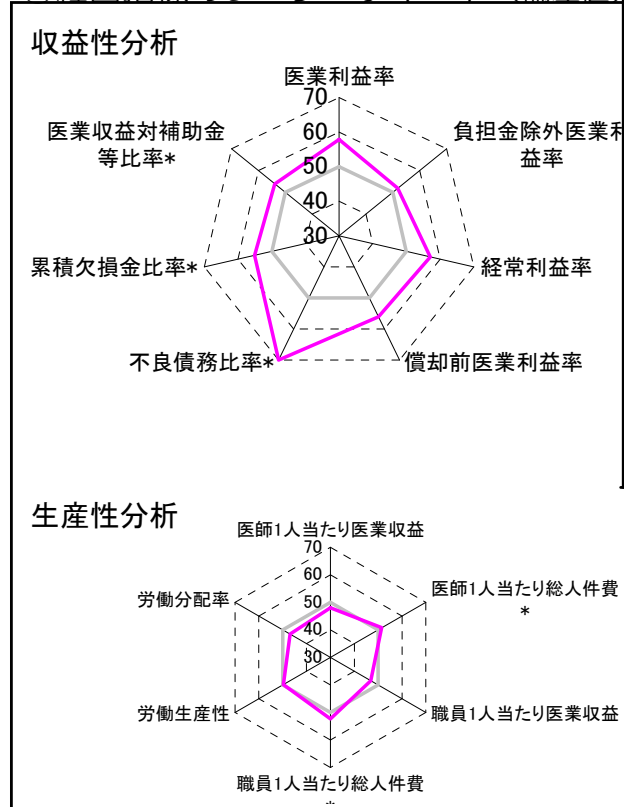 収益性分析
医業利益率
70
60
50
40
30
負担金除外医業利
益率
経常利益率
償却前医業利益率
不良債務比率*
累積欠損金比率*
医業収益対補助金
等比率*
生産性分析
医師1人当たり医業収益
70
60
50
40
30
医師1人当たり総人件費
*
職員1人当たり医業収益
職員1人当たり総人件費
*
労働生産性
労働分配率